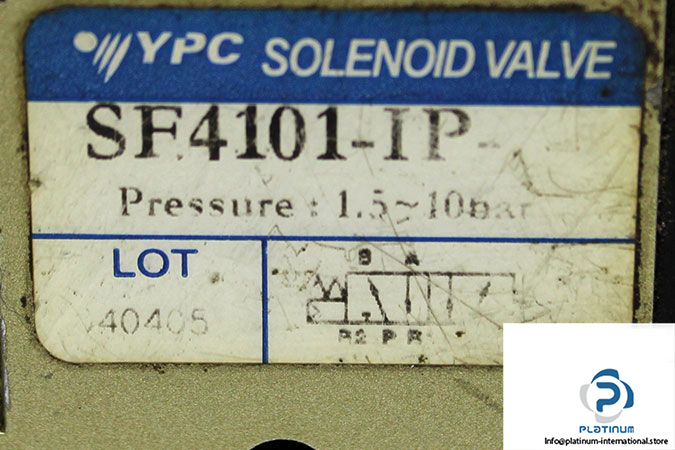 YPC SOLENOID VALVE
SF4101-IP-
Pressure : 1.5~10bar
LOT
40405
B A
R2 P R
PLATINUM
Info@platinum-international.store